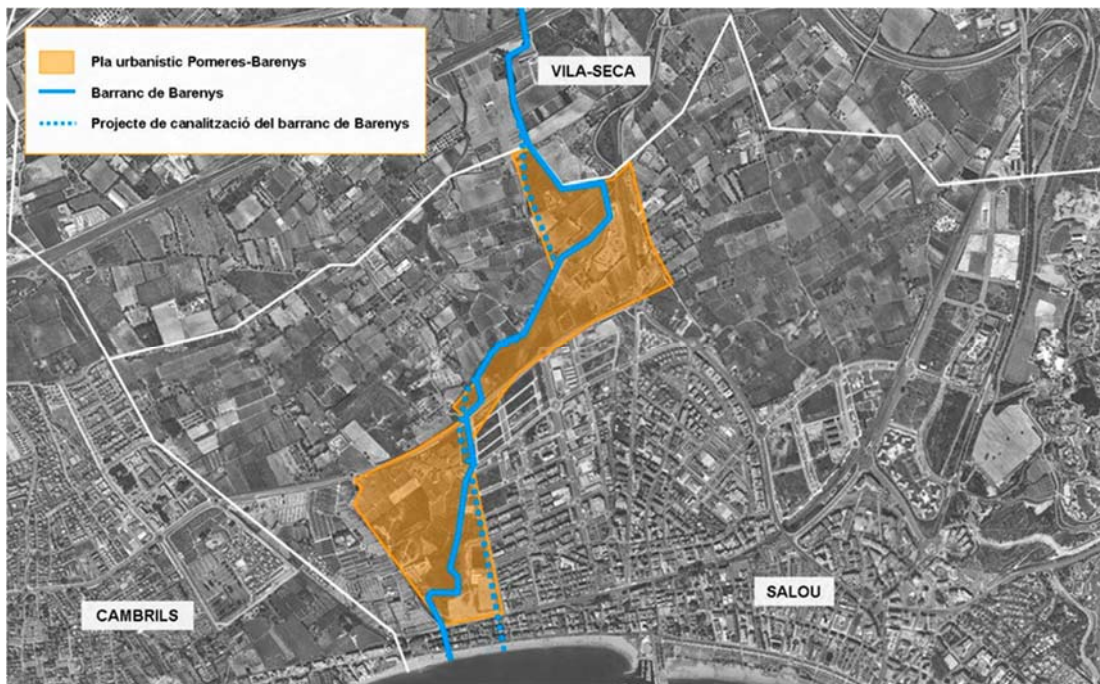 Pla urbanístic Pomeres-Barenys
Barranc de Barenys
Projecte de canalització del barranc de Barenys
VILA-SECA
CAMBRILS
SALOU